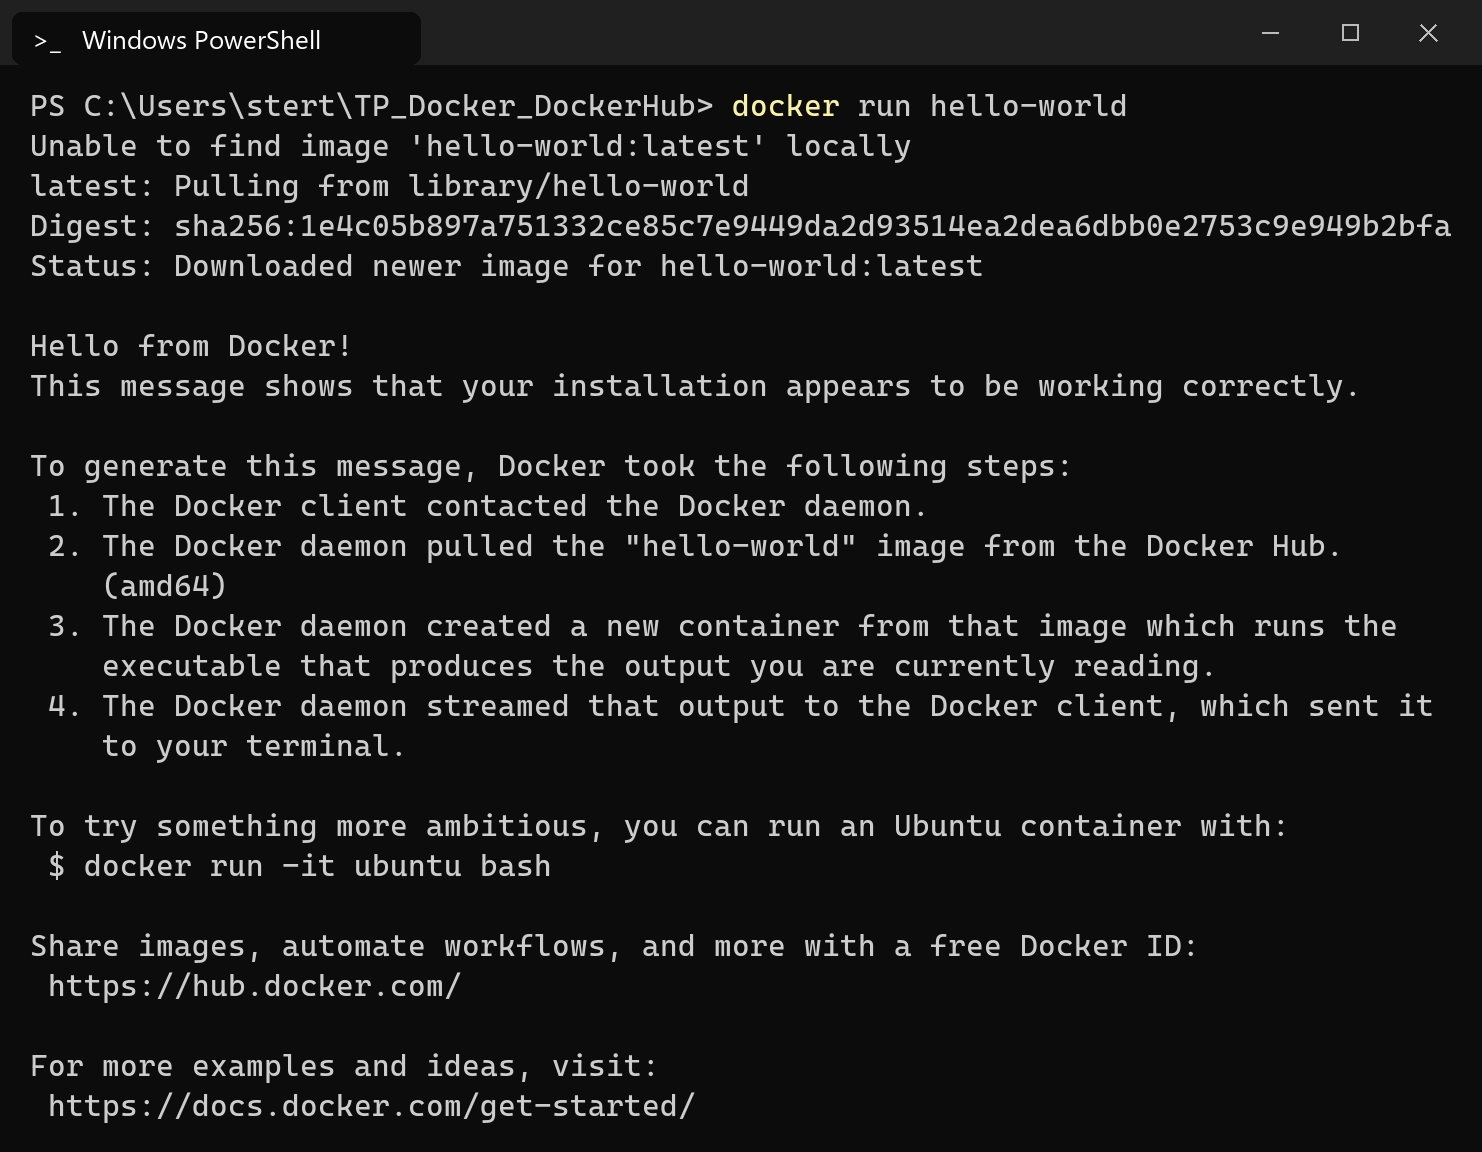 >_ Windows PowerShell
PS C:\Users\stert\TP_Docker_DockerHub> docker run hello-world
Unable to find image 'hello-world:latest' locally
latest: Pulling from library/hello-world
Digest: sha256:1e4c05b897a751332ce85c7e9449da2d93514ea2dea6dbb0e2753c9e949b2bfa
Status: Downloaded newer image for hello-world:latest

Hello from Docker!
This message shows that your installation appears to be working correctly.

To generate this message, Docker took the following steps:
 1. The Docker client contacted the Docker daemon.
 2. The Docker daemon pulled the "hello-world" image from the Docker Hub.
    (amd64)
 3. The Docker daemon created a new container from that image which runs the
    executable that produces the output you are currently reading.
 4. The Docker daemon streamed that output to the Docker client, which sent it
    to your terminal.

To try something more ambitious, you can run an Ubuntu container with:
 $ docker run -it ubuntu bash

Share images, automate workflows, and more with a free Docker ID:
 https://hub.docker.com/

For more examples and ideas, visit:
 https://docs.docker.com/get-started/